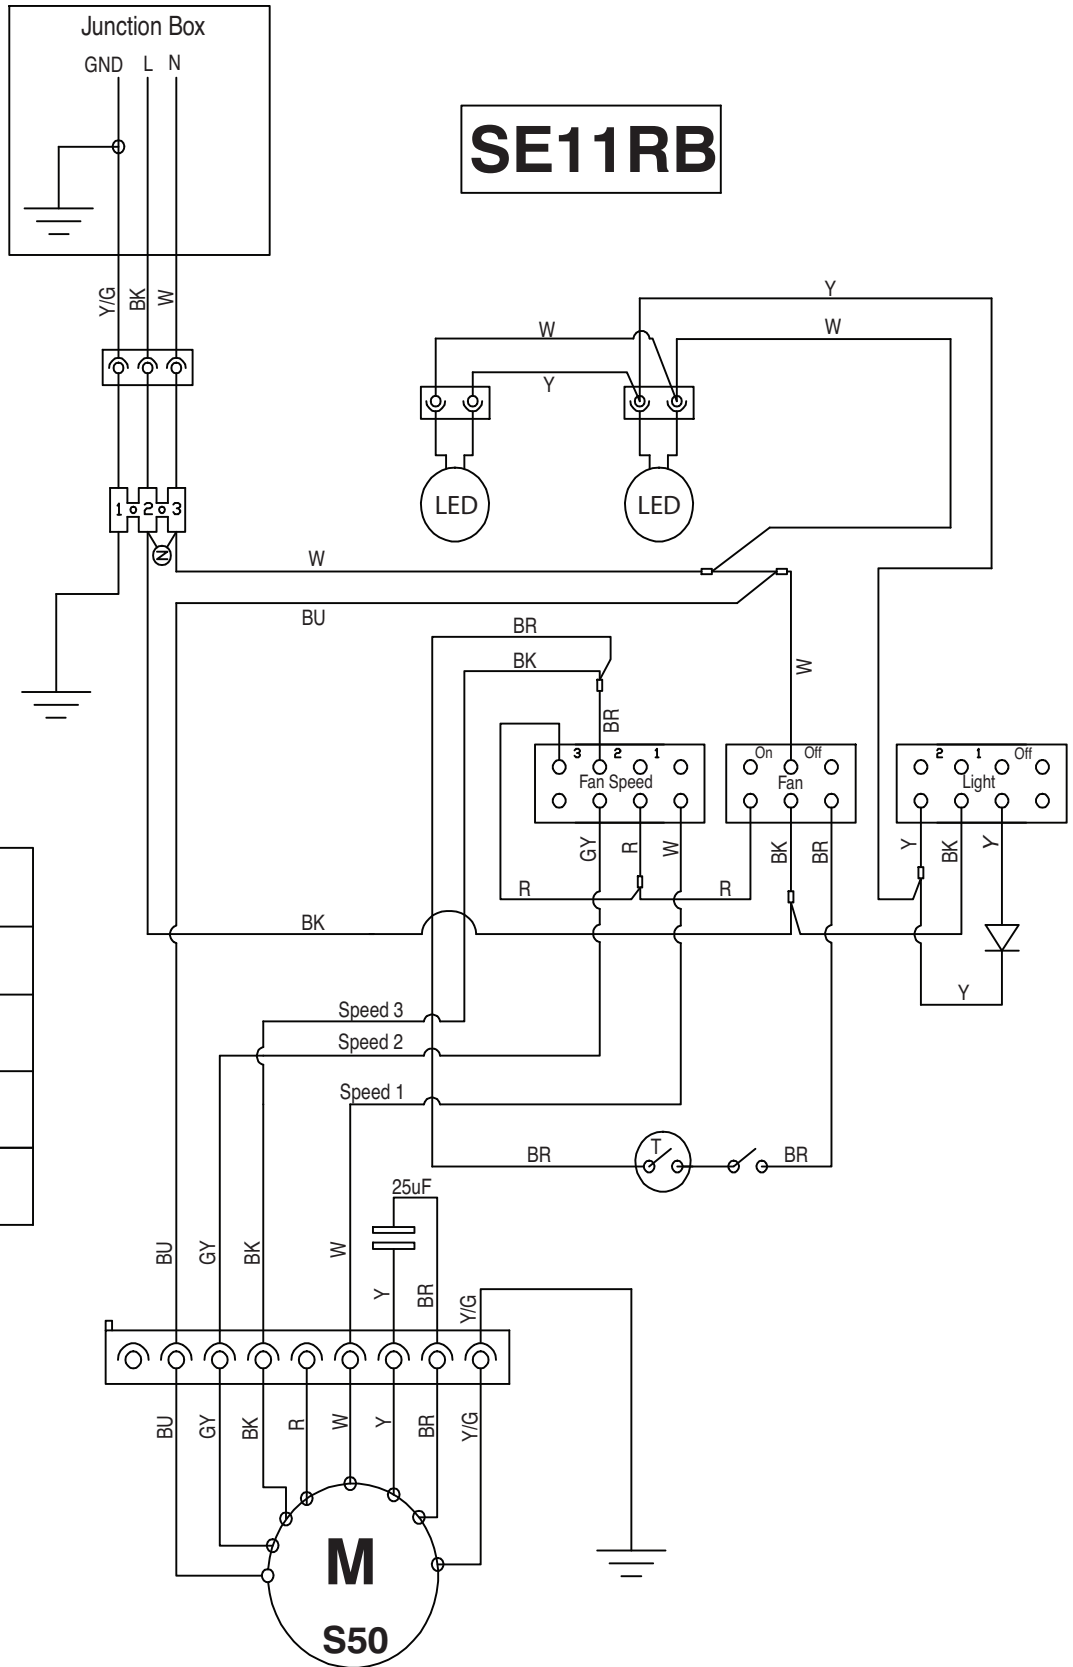 Junction Box
GND L N
SE11RB
Y/G BK W
Y
W
W
Y
LED LED
1 2 3
N
W
BU
BR
BK
W
BR
3 2 1
Fan Speed
On Off
Fan
2 1 Off
Light
GY R W
BK BR
Y BK Y
R R
BK
Y
Speed 3
Speed 2
Speed 1
T
BR BR
25uF
BU GY BK W Y BR Y/G
BU GY BK R W Y BR Y/G
M
S50